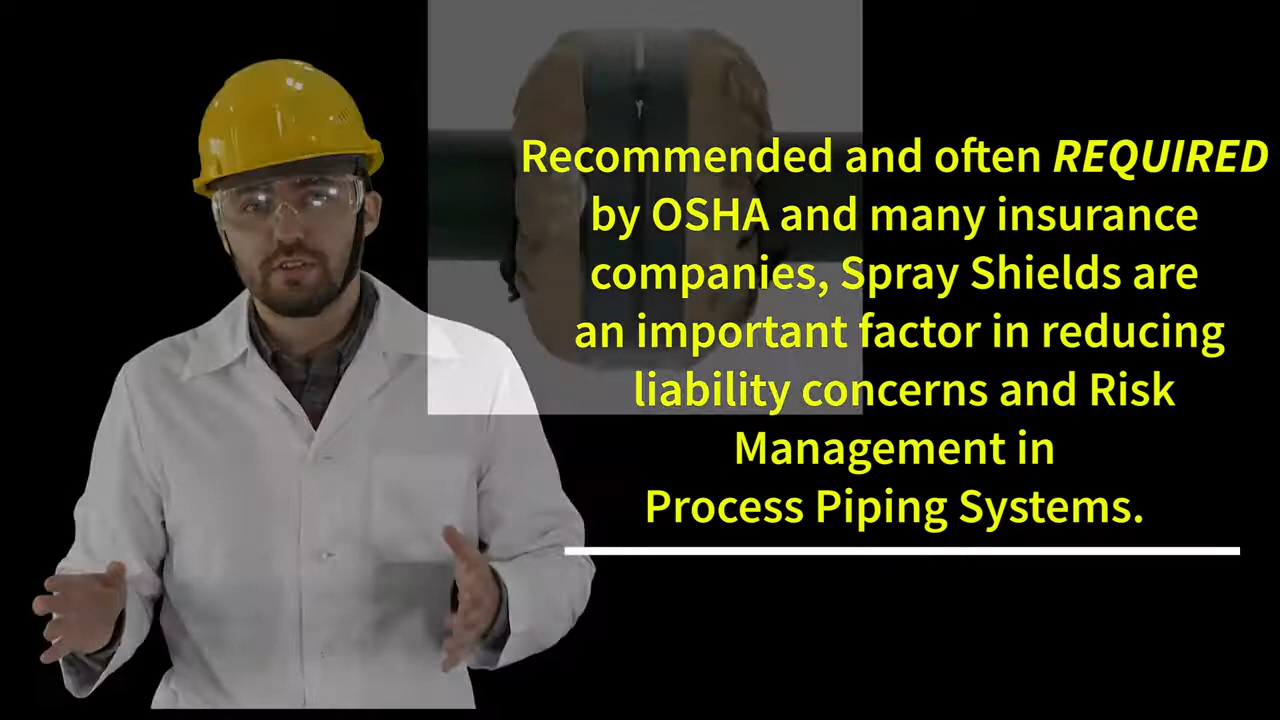 Recommended and often REQUIRED
by OSHA and many insurance
companies, Spray Shields are
an important factor in reducing
liability concerns and Risk
Management in
Process Piping Systems.